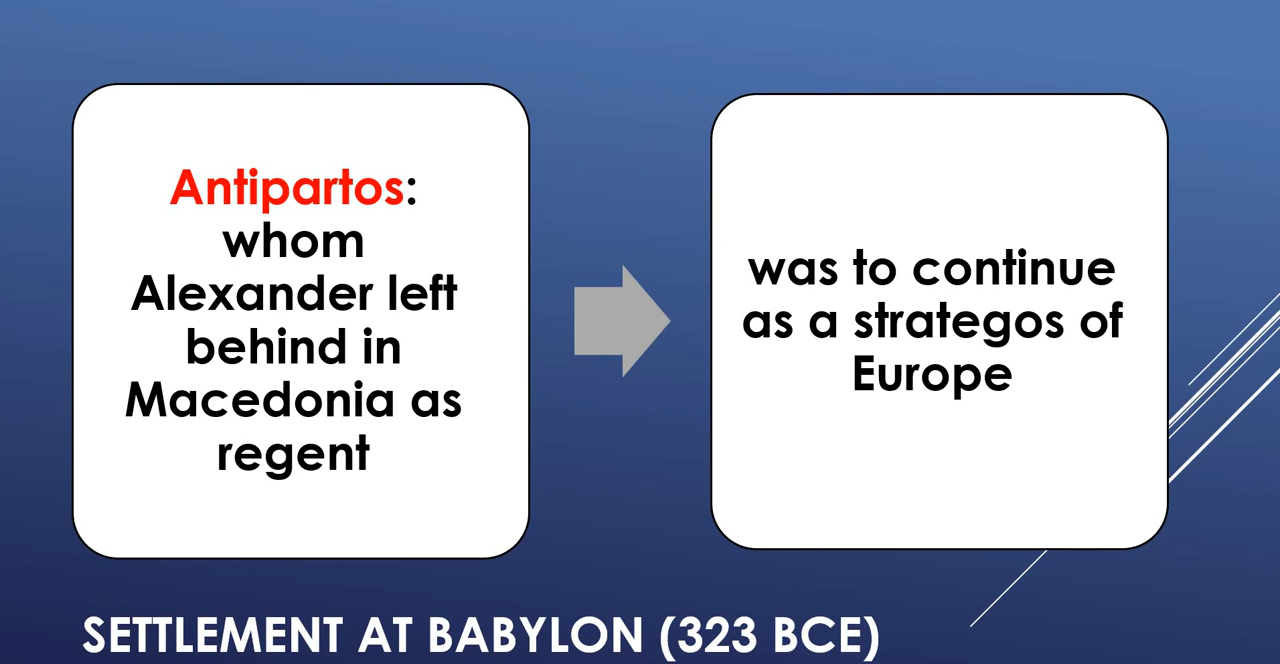 Antipartos:
whom
Alexander left
behind in
Macedonia as
regent
was to continue
as a strategos of
Europe
SETTLEMENT AT BABYLON (323 BCE)